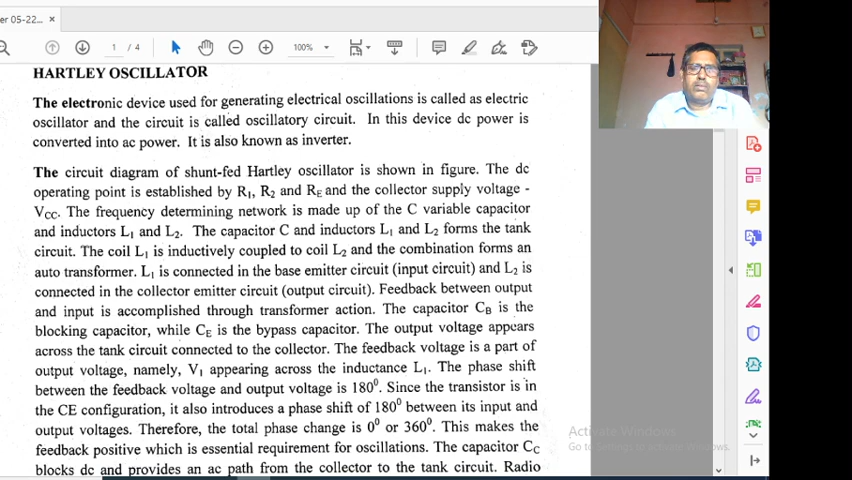 er 05-22... ×
1 / 4
100%
HARTLEY OSCILLATOR
The electronic device used for generating electrical oscillations is called as electric
oscillator and the circuit is called oscillatory circuit. In this device dc power is
converted into ac power. It is also known as inverter.
The circuit diagram of shunt-fed Hartley oscillator is shown in figure. The dc
operating point is established by R₁, R₂ and RE and the collector supply voltage -
VCC. The frequency determining network is made up of the C variable capacitor
and inductors L₁ and L₂. The capacitor C and inductors L₁ and L₂ forms the tank
circuit. The coil L₁ is inductively coupled to coil L₂ and the combination forms an
auto transformer. L₁ is connected in the base emitter circuit (input circuit) and L₂ is
connected in the collector emitter circuit (output circuit). Feedback between output
and input is accomplished through transformer action. The capacitor CB is the
blocking capacitor, while CE is the bypass capacitor. The output voltage appears
across the tank circuit connected to the collector. The feedback voltage is a part of
output voltage, namely, V₁ appearing across the inductance L₁. The phase shift
between the feedback voltage and output voltage is 180⁰. Since the transistor is in
the CE configuration, it also introduces a phase shift of 180⁰ between its input and
output voltages. Therefore, the total phase change is 0⁰ or 360⁰. This makes the
feedback positive which is essential requirement for oscillations. The capacitor CC
blocks dc and provides an ac path from the collector to the tank circuit. Radio
Activate Windows
Go to Settings to activate Windows.